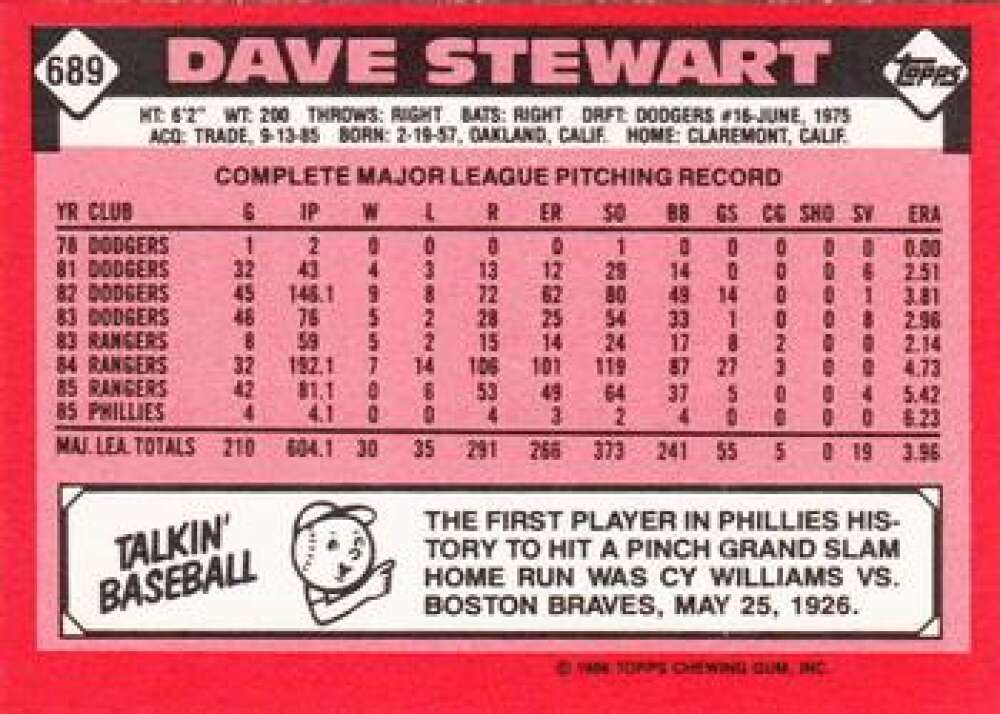 689 DAVE STEWART Topps
HT: 6'2" WT: 200 THROWS: RIGHT BATS: RIGHT DRFT: DODGERS #16-JUNE, 1975
ACQ: TRADE, 9-13-85 BORN: 2-19-57, OAKLAND, CALIF. HOME: CLAREMONT, CALIF.
COMPLETE MAJOR LEAGUE PITCHING RECORD
YR CLUB G IP W L R ER SO BB GS CG SHO SV ERA
78 DODGERS 1 2 0 0 0 0 1 0 0 0 0 0 0.00
81 DODGERS 32 43 4 3 13 12 29 14 0 0 0 6 2.51
82 DODGERS 45 146.1 9 8 72 62 80 49 14 0 0 1 3.81
83 DODGERS 46 76 5 2 28 25 54 33 1 0 0 8 2.96
83 RANGERS 8 59 5 2 15 14 24 17 8 2 0 0 2.14
84 RANGERS 32 192.1 7 14 106 101 119 87 27 3 0 0 4.73
85 RANGERS 42 81.1 0 6 53 49 64 37 5 0 0 4 5.42
85 PHILLIES 4 4.1 0 0 4 3 2 4 0 0 0 0 6.23
MAJ. LEA. TOTALS 210 604.1 30 35 291 266 373 241 55 5 0 19 3.96
TALKIN'
BASEBALL
THE FIRST PLAYER IN PHILLIES HIS-
TORY TO HIT A PINCH GRAND SLAM
HOME RUN WAS CY WILLIAMS VS.
BOSTON BRAVES, MAY 25, 1926.
© 1986 TOPPS CHEWING GUM, INC.